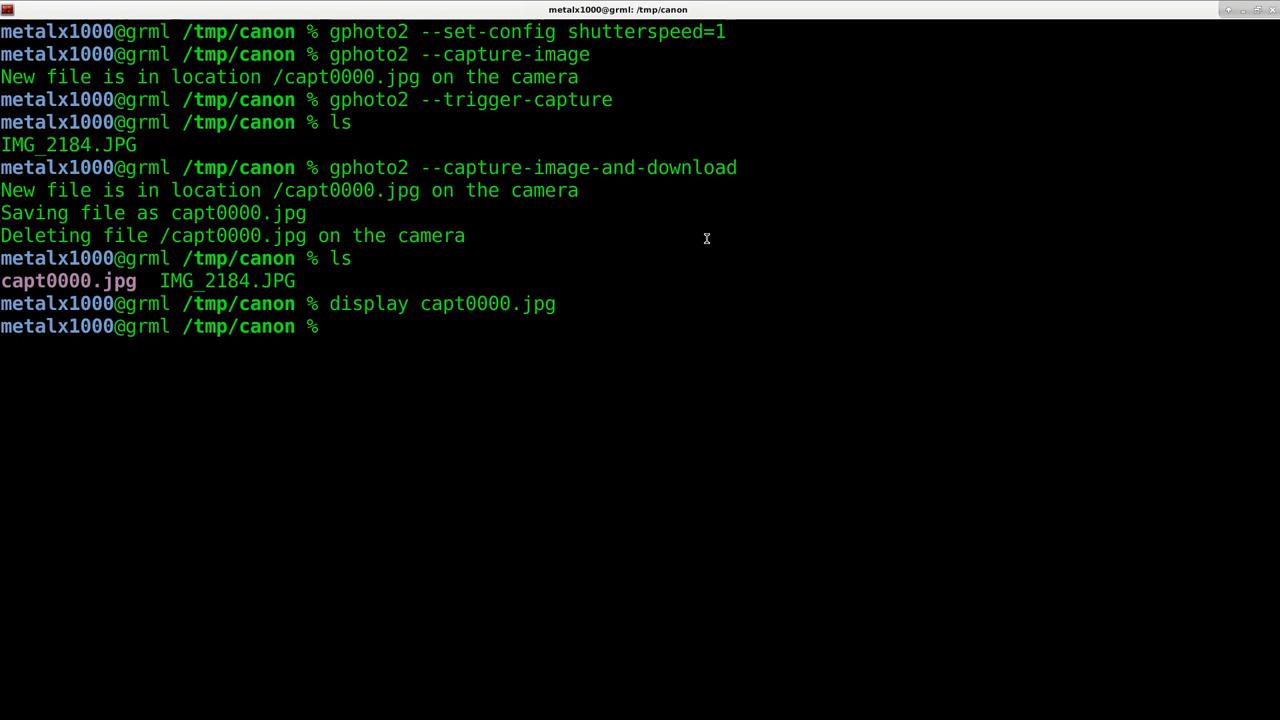 metalx1000@grml: /tmp/canon
metalx1000@grml /tmp/canon % gphoto2 --set-config shutterspeed=1
metalx1000@grml /tmp/canon % gphoto2 --capture-image
New file is in location /capt0000.jpg on the camera
metalx1000@grml /tmp/canon % gphoto2 --trigger-capture
metalx1000@grml /tmp/canon % ls
IMG_2184.JPG
metalx1000@grml /tmp/canon % gphoto2 --capture-image-and-download
New file is in location /capt0000.jpg on the camera
Saving file as capt0000.jpg
Deleting file /capt0000.jpg on the camera
metalx1000@grml /tmp/canon % ls
capt0000.jpg  IMG_2184.JPG
metalx1000@grml /tmp/canon % display capt0000.jpg
metalx1000@grml /tmp/canon %